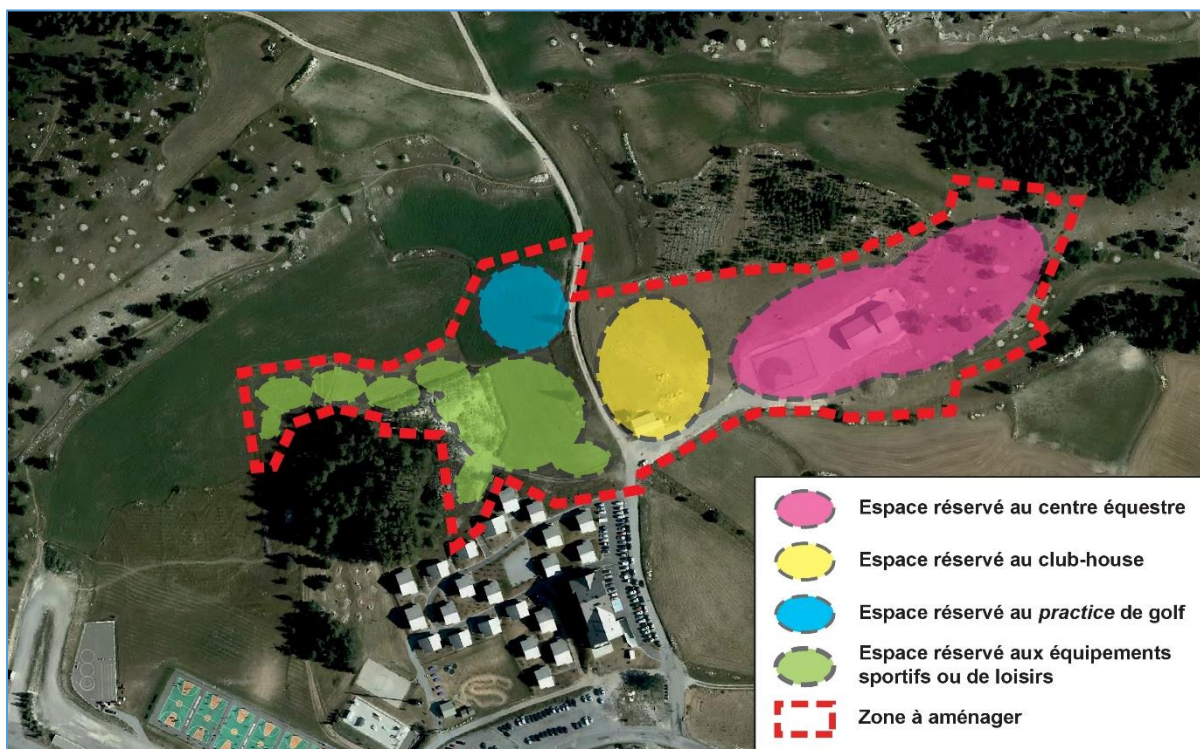 Espace réservé au centre équestre
Espace réservé au club-house
Espace réservé au practice de golf
Espace réservé aux équipements
sportifs ou de loisirs
Zone à aménager